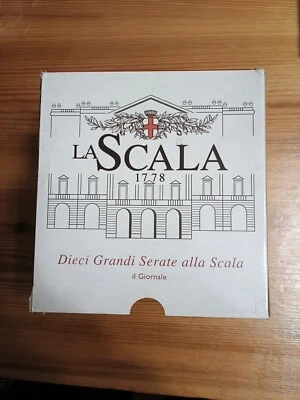 LA SCALA
1778
Dieci Grandi Serate alla Scala
il Giornale